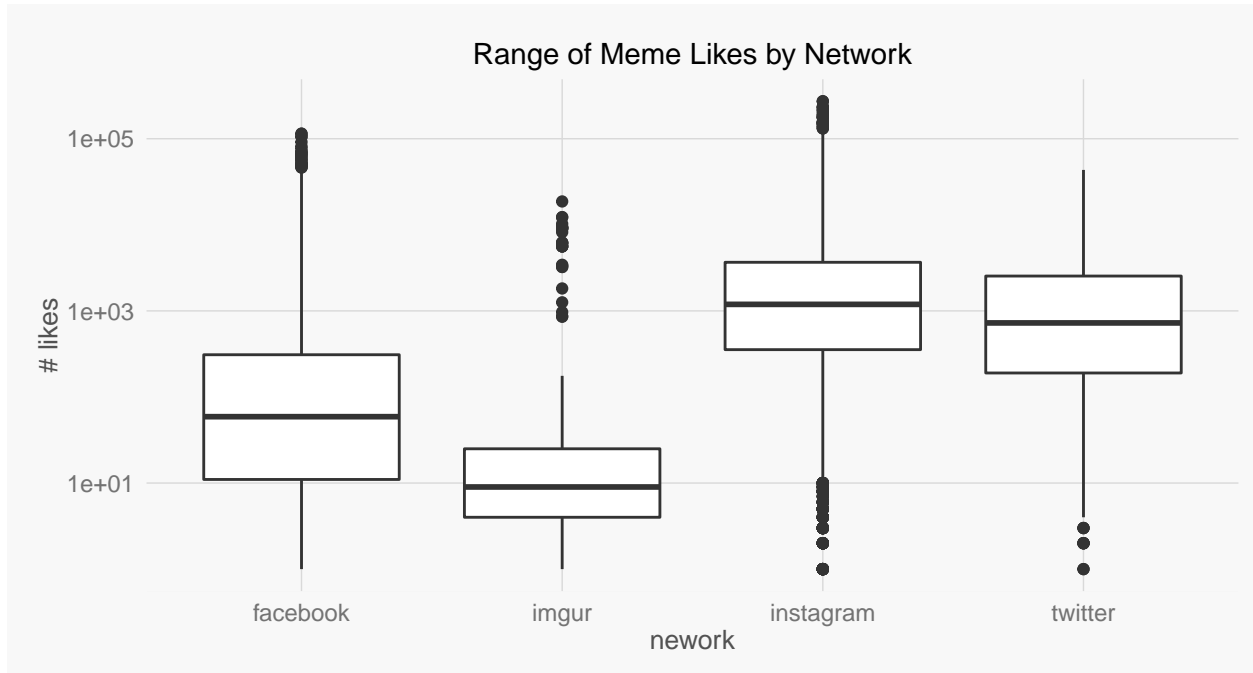 Range of Meme Likes by Network
1e+05
1e+03
1e+01
# likes
facebook imgur instagram twitter
nework